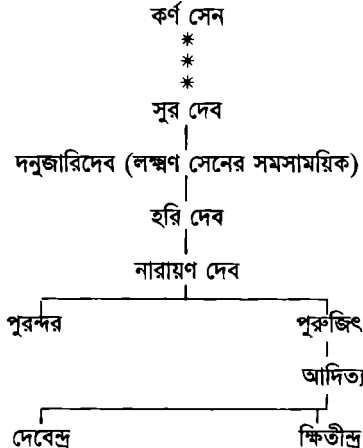 কর্ণ সেন
*
*
*
সুর দেব
দনুজারিদেব (লক্ষ্মণ সেনের সমসাময়িক)
হরি দেব
নারায়ণ দেব
পুরন্দর পুরুজিৎ
আদিত্য
দেবেন্দ্র ক্ষিতীন্দ্র